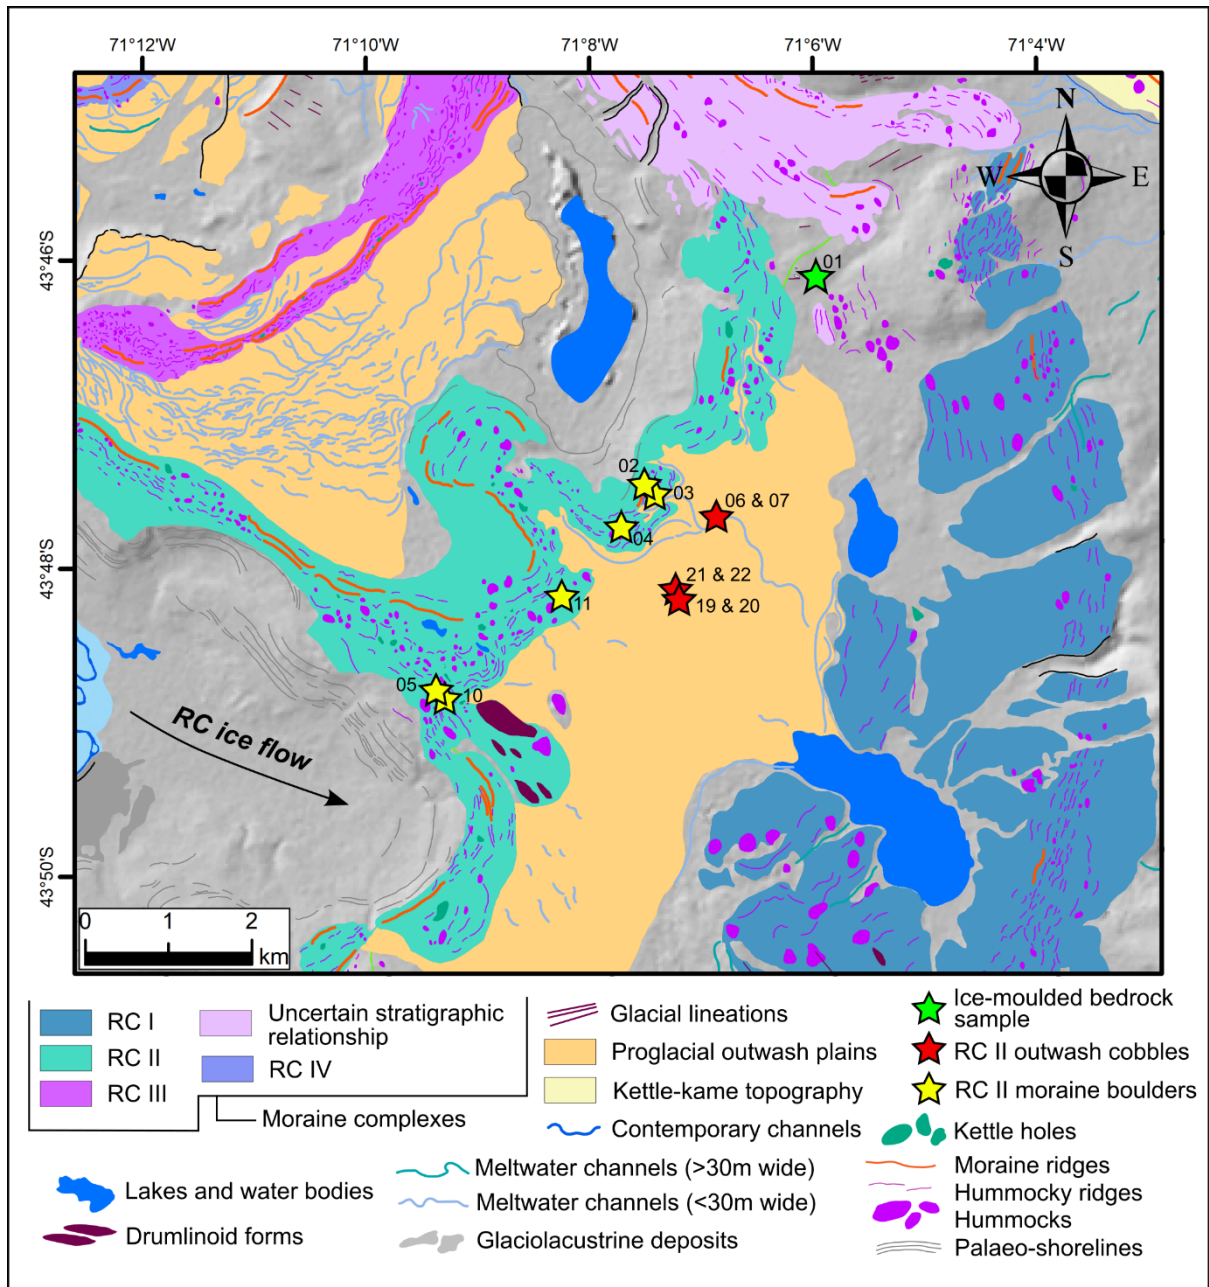 71°12'W
71°10'W
71°8'W
71°6'W
71°4'W
N
W
E
S
43°46'S
01
02
03
06 & 07
04
43°48'S
21 & 22
19 & 20
11
05
10
RC ice flow
43°50'S
0
1
2
km
RC I
RC II
RC III
Uncertain stratigraphic
relationship
RC IV
Moraine complexes
Glacial lineations
Proglacial outwash plains
Kettle-kame topography
Contemporary channels
Ice-moulded bedrock
sample
RC II outwash cobbles
RC II moraine boulders
Kettle holes
Lakes and water bodies
Drumlinoid forms
Meltwater channels (>30m wide)
Meltwater channels (<30m wide)
Glaciolacustrine deposits
Moraine ridges
Hummocky ridges
Hummocks
Palaeo-shorelines